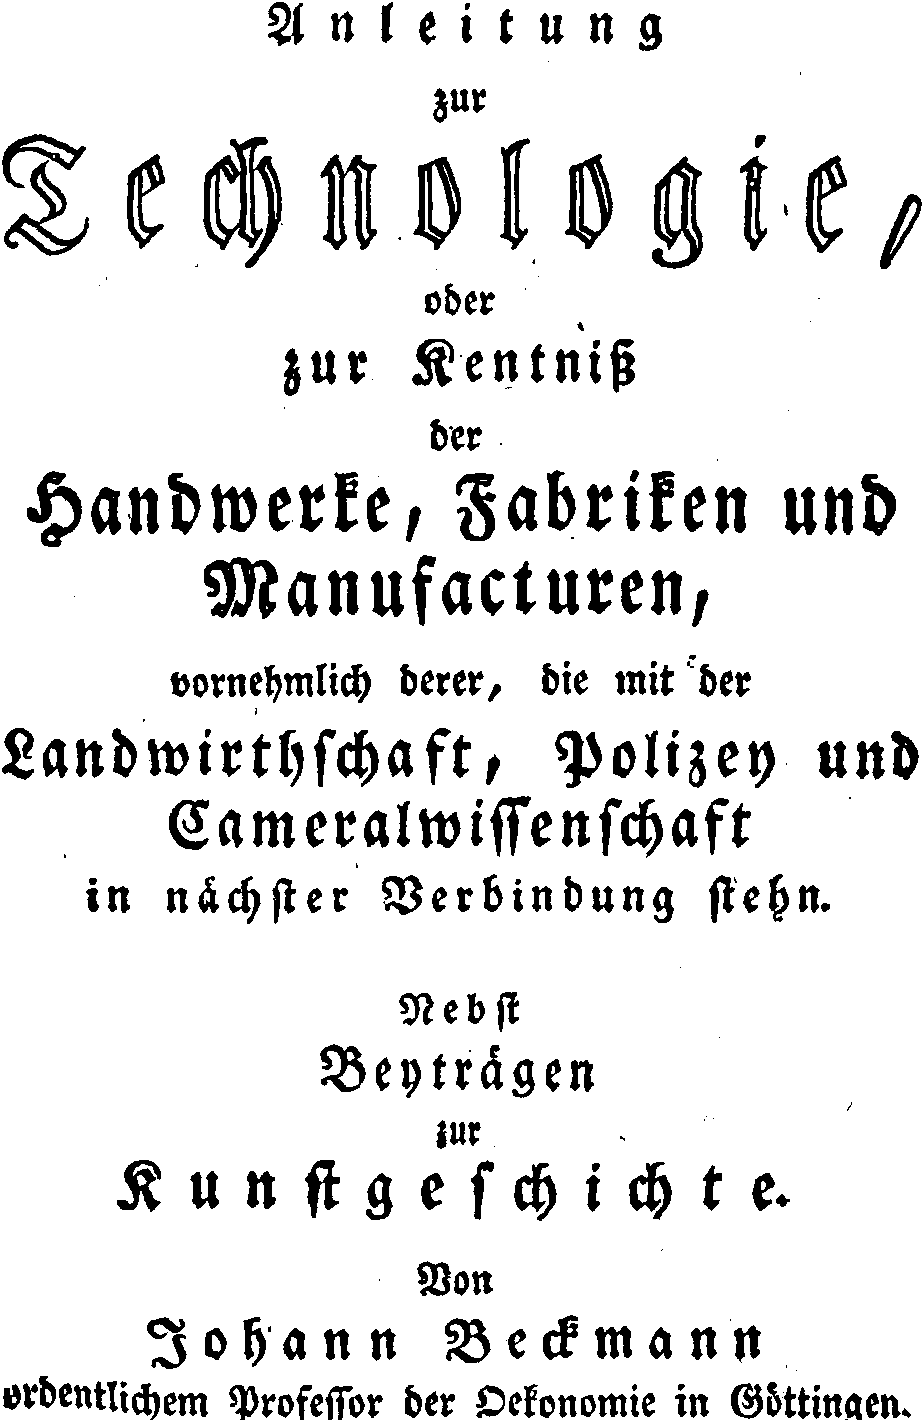 Anleitung
zur
Technologie,
oder
zur Kentniß
der
Handwerke, Fabriken und
Manufacturen,
vornehmlich derer, die mit der
Landwirthſchaft, Polizey und
Cameralwiſſenſchaft
in nächſter Verbindung ſtehn.
Nebſt
Beyträgen
zur
Kunſtgeſchichte.
Von
Johann Beckmann
ordentlichem Profeſſor der Oekonomie in Göttingen.